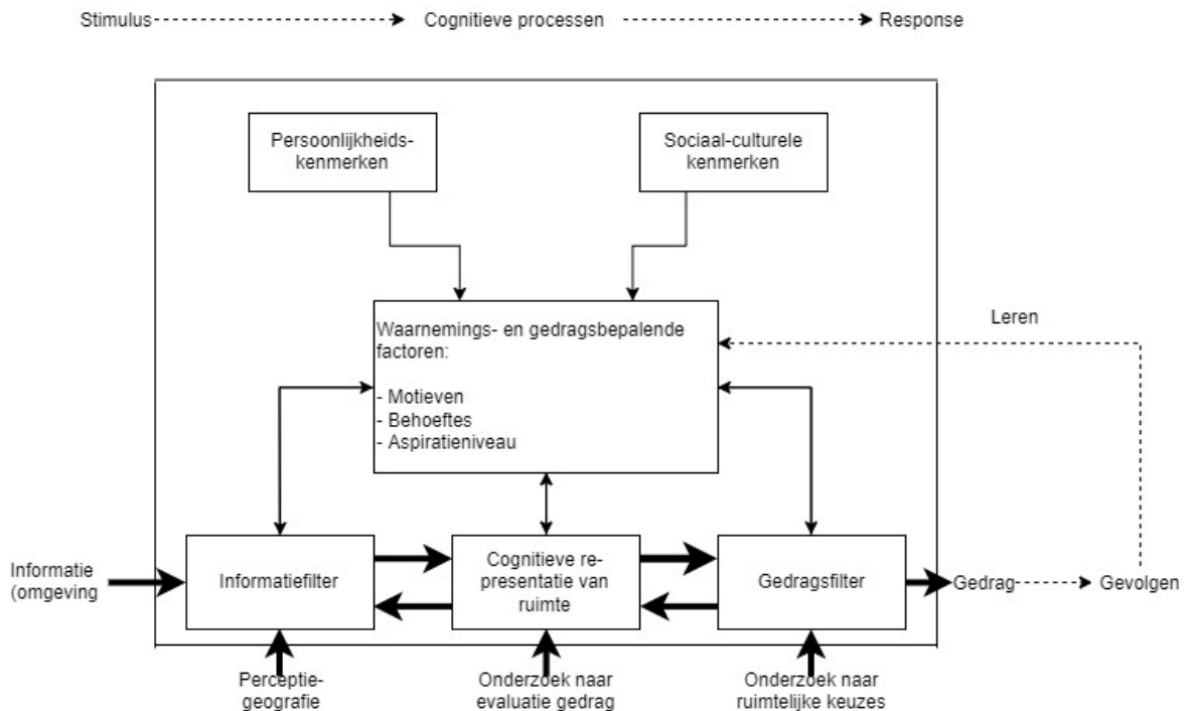 Stimulus
Cognitieve processen
Response
Persoonlijkheids-
kenmerken
Sociaal-culturele
kenmerken
Waarnemings- en gedragsbepalende
factoren:
- Motieven
- Behoeftes
- Aspiratieniveau
Leren
Informatie
(omgeving
Informatiefilter
Cognitieve re-
presentatie van
ruimte
Gedragsfilter
Gedrag
Gevolgen
Perceptie-
geografie
Onderzoek naar
evaluatie gedrag
Onderzoek naar
ruimtelijke keuzes